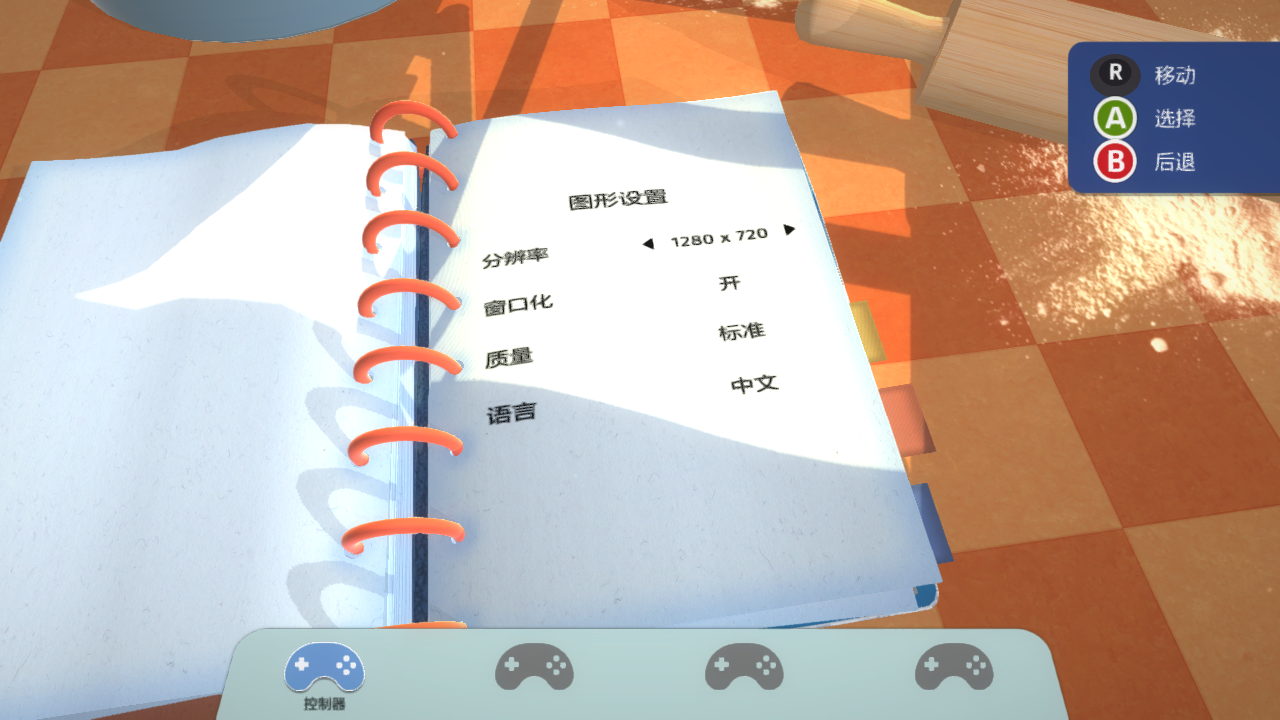 图形设置
分辨率 ◀ 1280 x 720 ▶
窗口化 开
质量 标准
语言 中文
R 移动
A 选择
B 后退
控制器